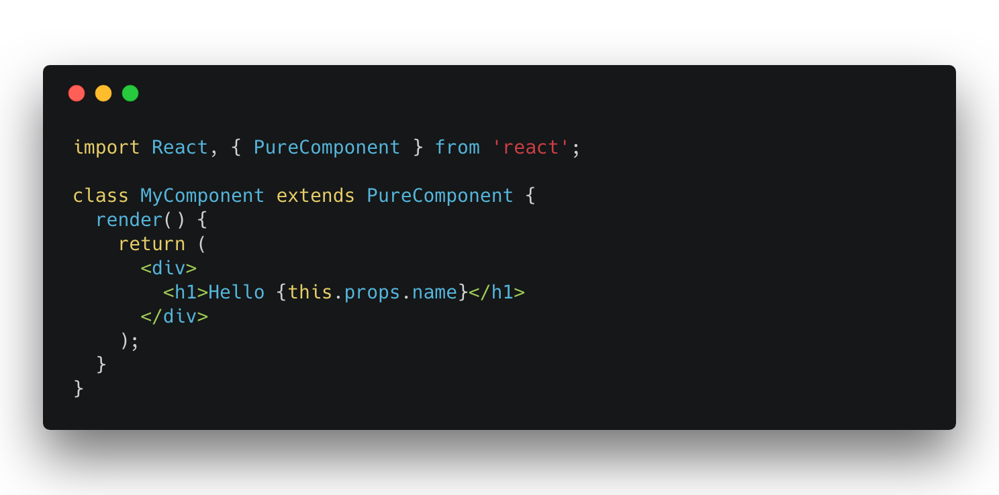 import React, { PureComponent } from 'react';

class MyComponent extends PureComponent {
  render() {
    return (
      <div>
        <h1>Hello {this.props.name}</h1>
      </div>
    );
  }
}